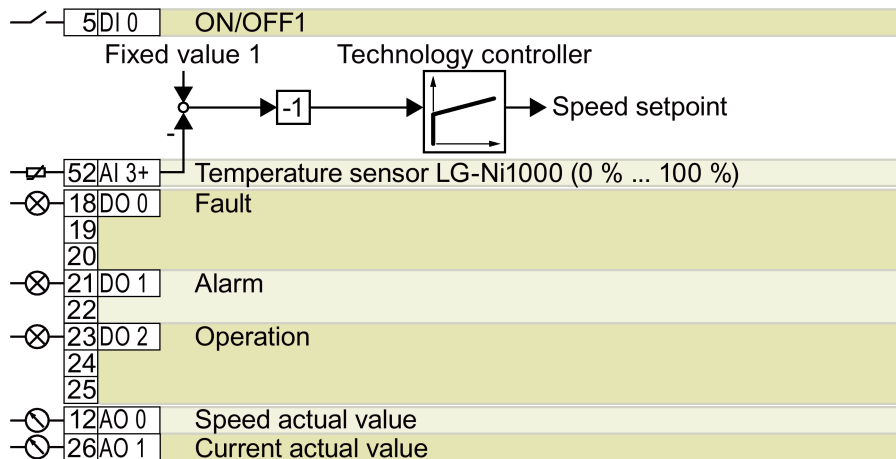 5 DI 0 ON/OFF1
Fixed value 1 Technology controller
-1 Speed setpoint
-
52 AI 3+ Temperature sensor LG-Ni1000 (0 % ... 100 %)
18 DO 0 Fault
19
20
21 DO 1 Alarm
22
23 DO 2 Operation
24
25
12 AO 0 Speed actual value
26 AO 1 Current actual value